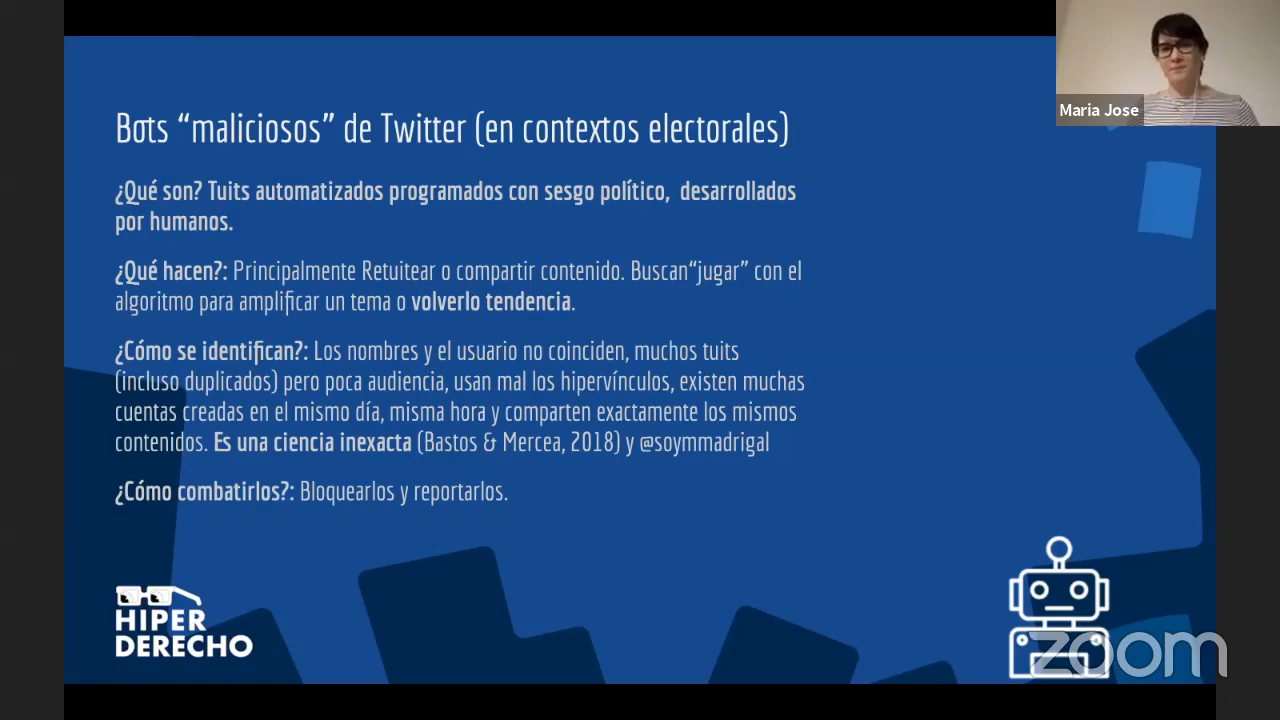 Maria Jose
Bots “maliciosos” de Twitter (en contextos electorales)
¿Qué son? Tuits automatizados programados con sesgo político,  desarrollados
por humanos.
¿Qué hacen?: Principalmente Retuitear o compartir contenido. Buscan“jugar” con el
algoritmo para amplificar un tema o volverlo tendencia.
¿Cómo se identifican?: Los nombres y el usuario no coinciden, muchos tuits
(incluso duplicados) pero poca audiencia, usan mal los hipervínculos, existen muchas
cuentas creadas en el mismo día, misma hora y comparten exactamente los mismos
contenidos. Es una ciencia inexacta (Bastos & Mercea, 2018) y @soymmadrigal
¿Cómo combatirlos?: Bloquearlos y reportarlos.
HIPER
DERECHO
zoom